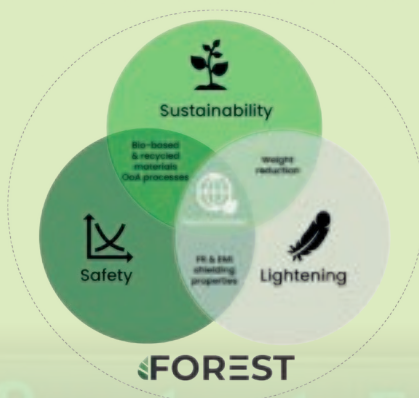 Sustainability
Bio-based
& recycled
materials
OoA processes
Weight
reduction
Safety
FR & EMI
shielding
properties
Lightening
FOREST